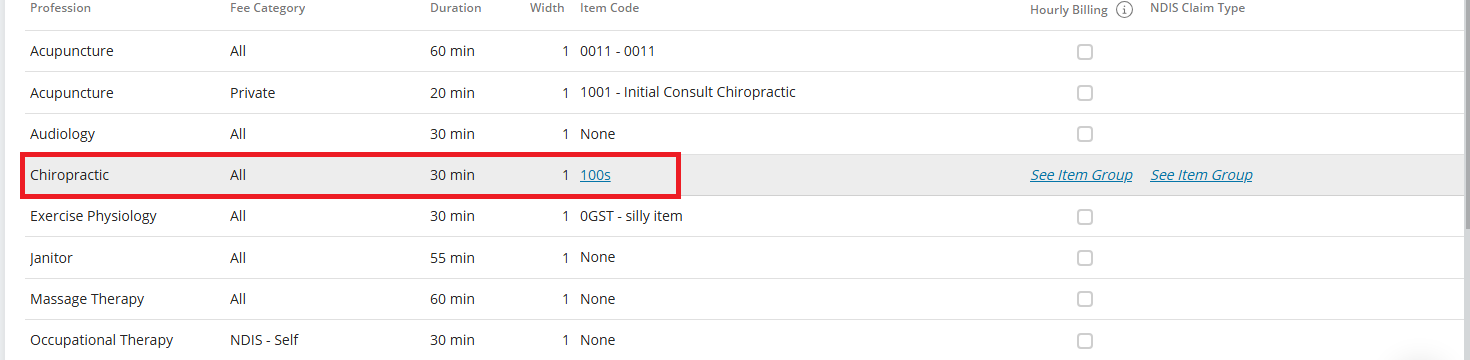 Profession Fee Category Duration Width Item Code Hourly Billing i NDIS Claim Type
Acupuncture All 60 min 1 0011 - 0011
Acupuncture Private 20 min 1 1001 - Initial Consult Chiropractic
Audiology All 30 min 1 None
Chiropractic All 30 min 1 100s See Item Group See Item Group
Exercise Physiology All 30 min 1 0GST - silly item
Janitor All 55 min 1 None
Massage Therapy All 60 min 1 None
Occupational Therapy NDIS - Self 30 min 1 None